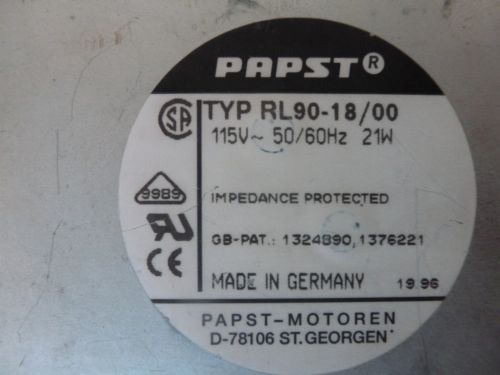 PAPST®
TYP RL90-18/00
115V~ 50/60Hz 21W
9989
IMPEDANCE PROTECTED
GB-PAT.: 1324890,1376221
MADE IN GERMANY 19.96
PAPST-MOTOREN
D-78106 ST.GEORGEN